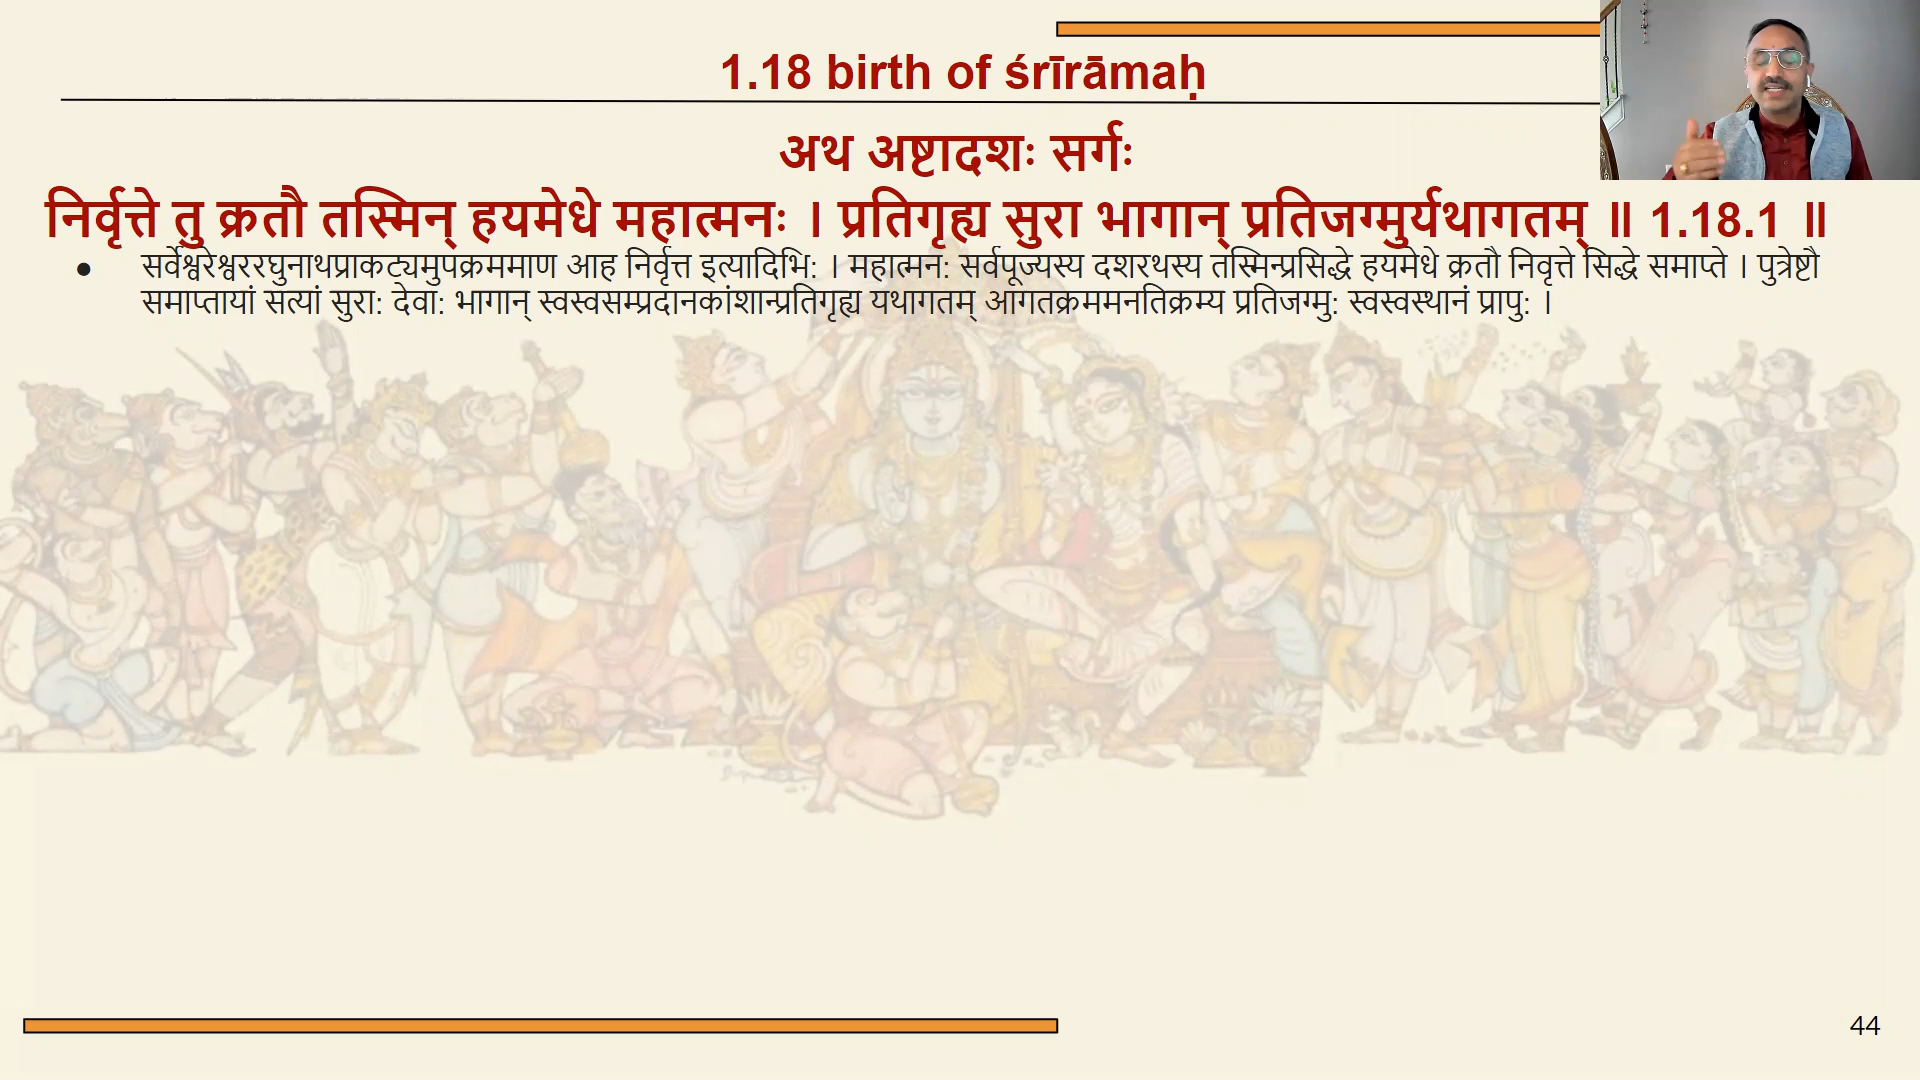 1.18 birth of śrīrāmaḥ
अथ अष्टादशः सर्गः
निर्वृत्ते तु क्रतौ तस्मिन् हयमेधे महात्मनः । प्रतिगृह्य सुरा भागान् प्रतिजग्मुर्यथागतम् ॥ 1.18.1 ॥
● सर्वेश्वरेश्वररघुनाथप्राकट्यमुपक्रममाण आह निर्वृत्त इत्यादिभिः । महात्मनः सर्वपूज्यस्य दशरथस्य तस्मिन्प्रसिद्धे हयमेधे क्रतौ निवृत्ते सिद्धे समाप्ते । पुत्रेष्टौ
समाप्तायां सत्यां सुराः देवाः भागान् स्वस्वसम्प्रदानकांशान्प्रतिगृह्य यथागतम् आगतक्रममनतिक्रम्य प्रतिजग्मुः स्वस्वस्थानं प्रापुः ।
44